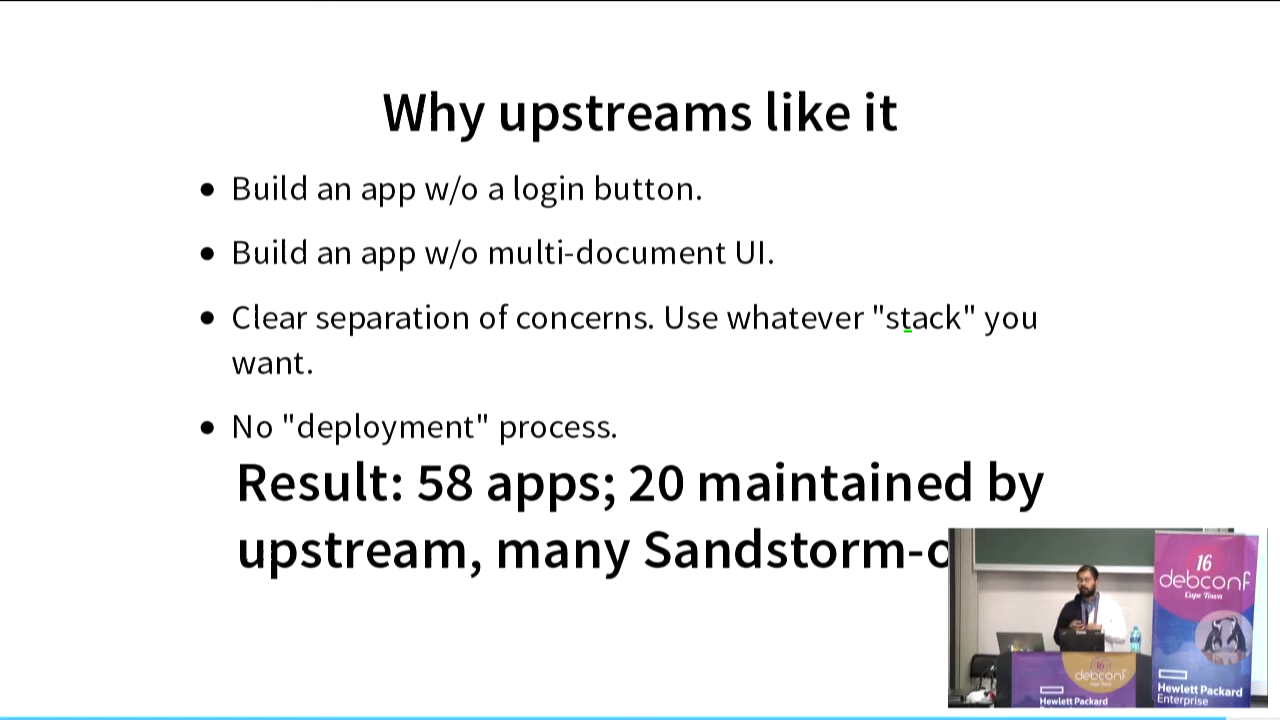 Why upstreams like it
• Build an app w/o a login button.
• Build an app w/o multi-document UI.
• Clear separation of concerns. Use whatever "stack" you
want.
• No "deployment" process.
Result: 58 apps; 20 maintained by
upstream, many Sandstorm-o
16
debconf
Cape Town
Hewlett Packard
Enterprise
16
debconf
Hewlett Packard